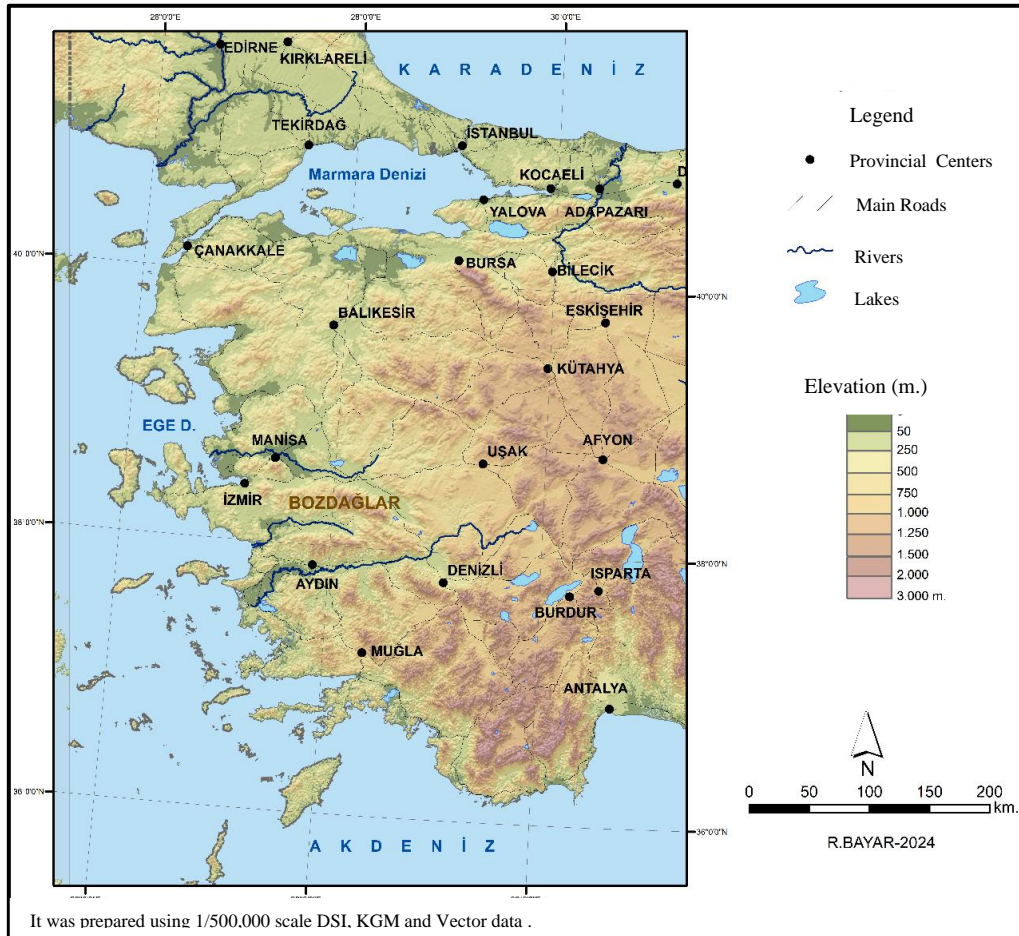 26°0'0"E 28°0'0"E 30°0'0"E
EDİRNE
KIRKLARELİ
KARADENİZ
TEKİRDAĞ
İSTANBUL
Marmara Denizi
KOCAELİ
D
YALOVA
ADAPAZARI
ÇANAKKALE
BURSA
BİLECİK
40°0'0"N
40°0'0"N
BALIKESİR
ESKİŞEHİR
KÜTAHYA
EGE D.
MANİSA
UŞAK
AFYON
İZMİR
BOZDAĞLAR
38°0'0"N
38°0'0"N
AYDIN
DENİZLİ
ISPARTA
BURDUR
MUĞLA
ANTALYA
36°0'0"N
36°0'0"N
AKDENİZ
Legend
Provincial Centers
Main Roads
Rivers
Lakes
Elevation (m.)
50
250
500
750
1.000
1.250
1.500
2.000
3.000 m.
N
0 50 100 150 200
km.
R.BAYAR-2024
It was prepared using 1/500,000 scale DSI, KGM and Vector data .